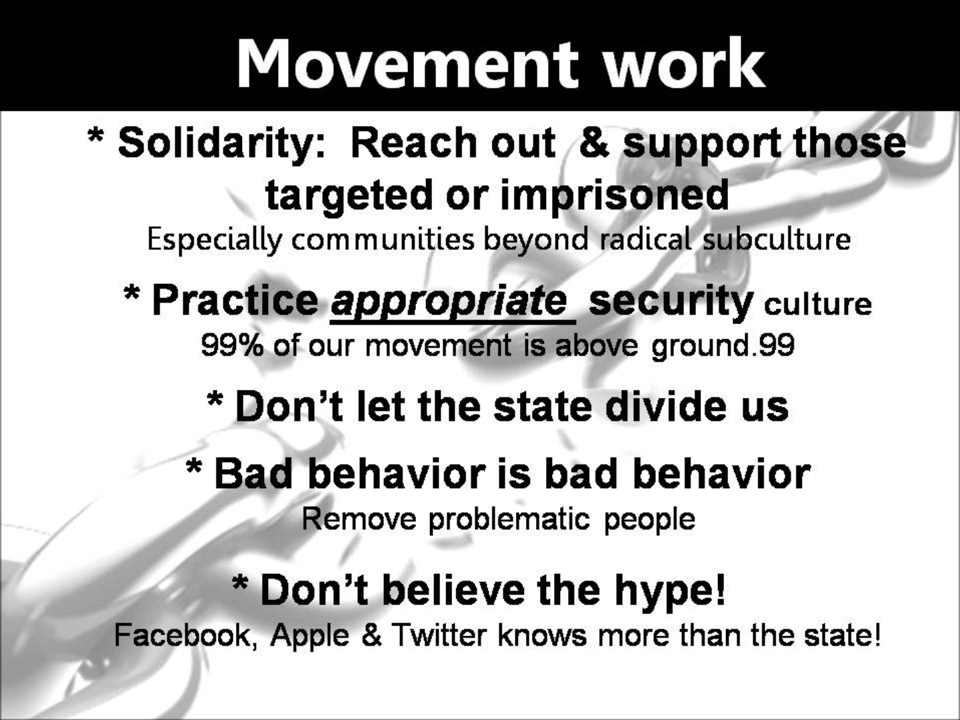 Movement work
* Solidarity:  Reach out  & support those
targeted or imprisoned
Especially communities beyond radical subculture
* Practice appropriate  security culture
99% of our movement is above ground.99
* Don’t let the state divide us
* Bad behavior is bad behavior
Remove problematic people
* Don’t believe the hype!
Facebook, Apple & Twitter knows more than the state!